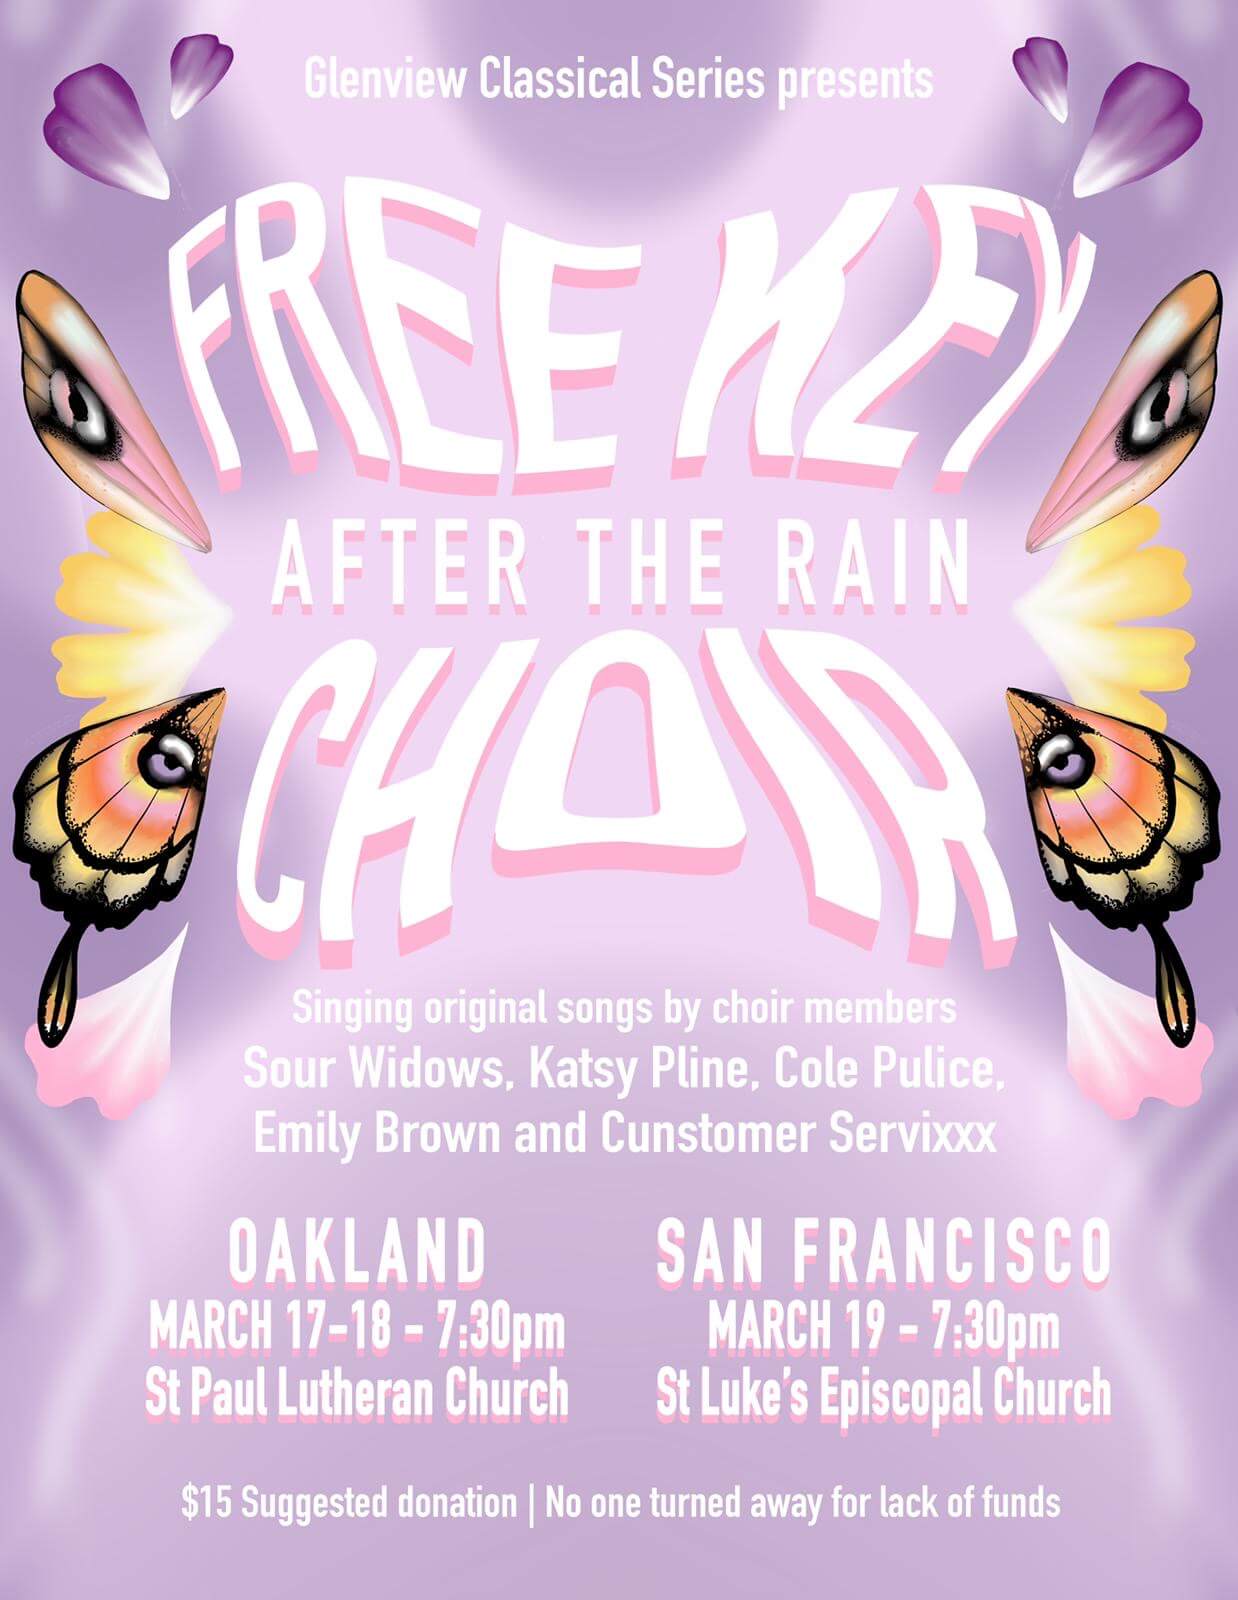 Glenview Classical Series presents
FREE KEY
AFTER THE RAIN
CHOIR
Singing original songs by choir members
Sour Widows, Katsy Pline, Cole Pulice,
Emily Brown and Cunstomer Servixxx
OAKLAND
MARCH 17-18 - 7:30pm
St Paul Lutheran Church
SAN FRANCISCO
MARCH 19 - 7:30pm
St Luke's Episcopal Church
$15 Suggested donation | No one turned away for lack of funds